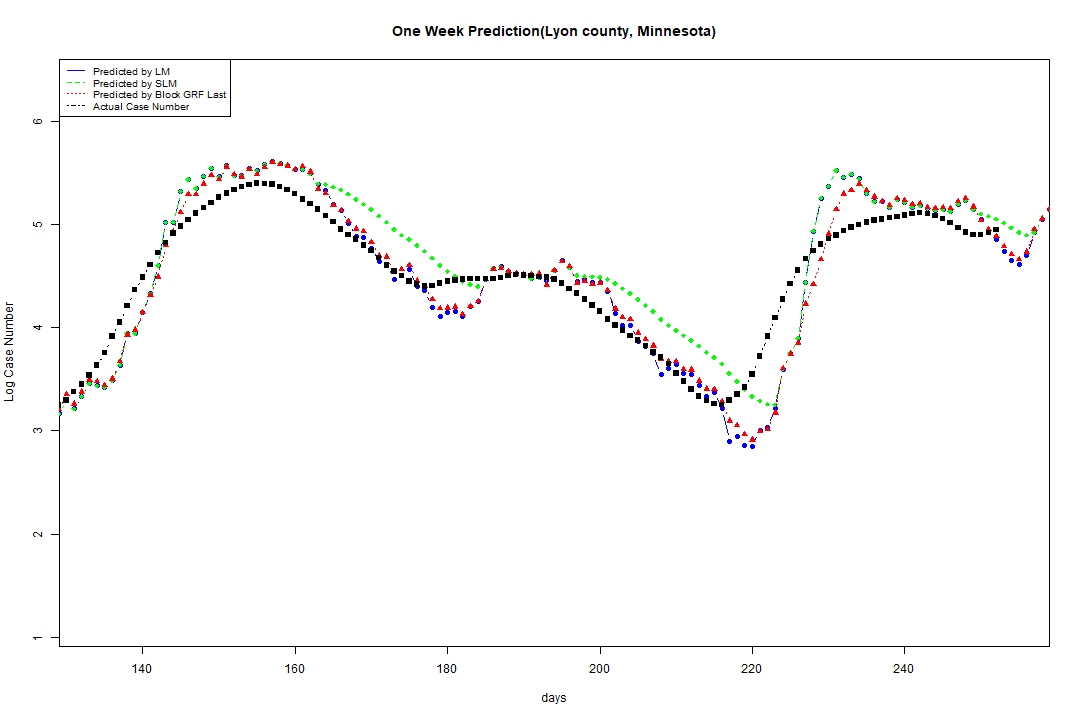 One Week Prediction(Lyon county, Minnesota)
Predicted by LM
Predicted by SLM
Predicted by Block GRF Last
Actual Case Number
Log Case Number
6
5
4
3
2
1
140 160 180 200 220 240
days